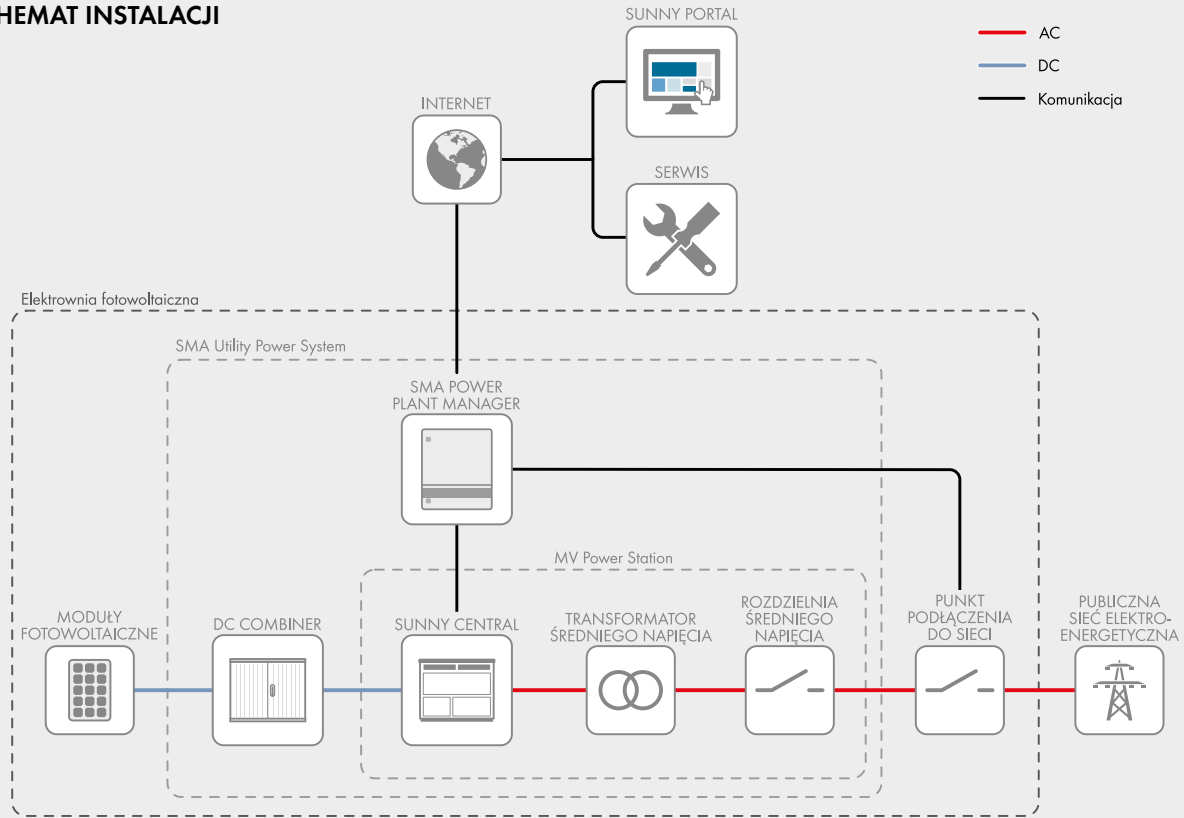 HEMAT INSTALACJI
SUNNY PORTAL
AC
DC
Komunikacja
INTERNET
SERWIS
Elektrownia fotowoltaiczna
SMA Utility Power System
SMA POWER
PLANT MANAGER
MV Power Station
MODUŁY
FOTOWOLTAICZNE
DC COMBINER
SUNNY CENTRAL
TRANSFORMATOR
ŚREDNIEGO NAPIĘCIA
ROZDZIELNIA
ŚREDNIEGO
NAPIĘCIA
PUNKT
PODŁĄCZENIA
DO SIECI
PUBLICZNA
SIEĆ ELEKTRO-
ENERGETYCZNA